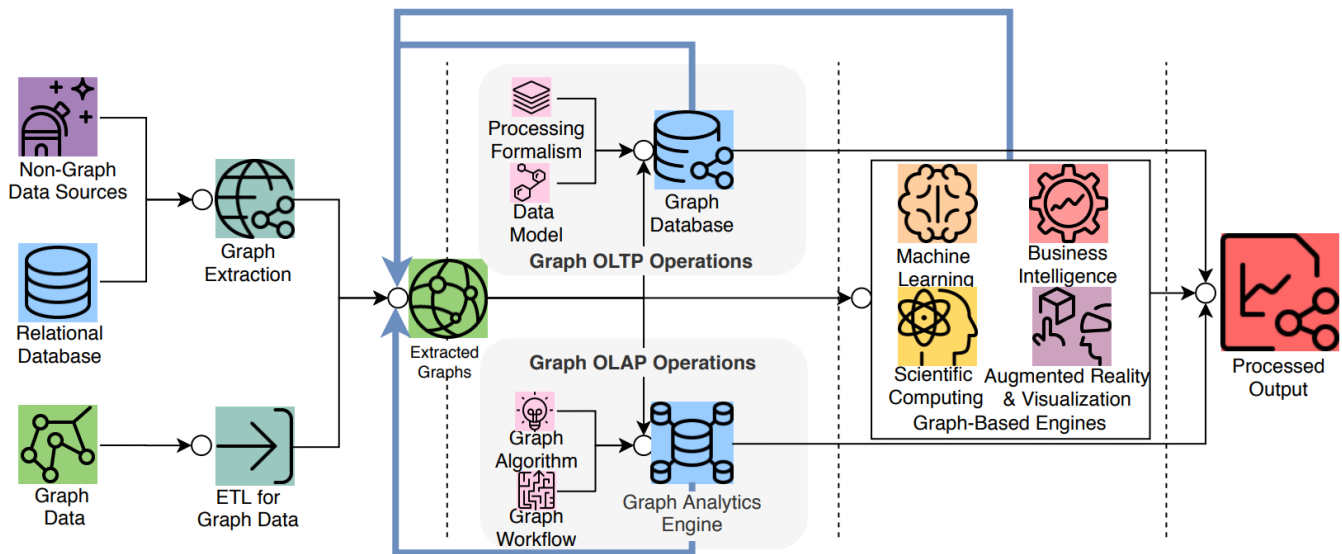 Non-Graph
Data Sources
Relational
Database
Graph
Data
Graph
Extraction
ETL for
Graph Data
Extracted
Graphs
Processing
Formalism
Data
Model
Graph
Database
Graph OLTP Operations
Graph OLAP Operations
Graph
Algorithm
Graph
Workflow
Graph Analytics
Engine
Machine
Learning
Business
Intelligence
Scientific
Computing
Augmented Reality
& Visualization
Graph-Based Engines
Processed
Output